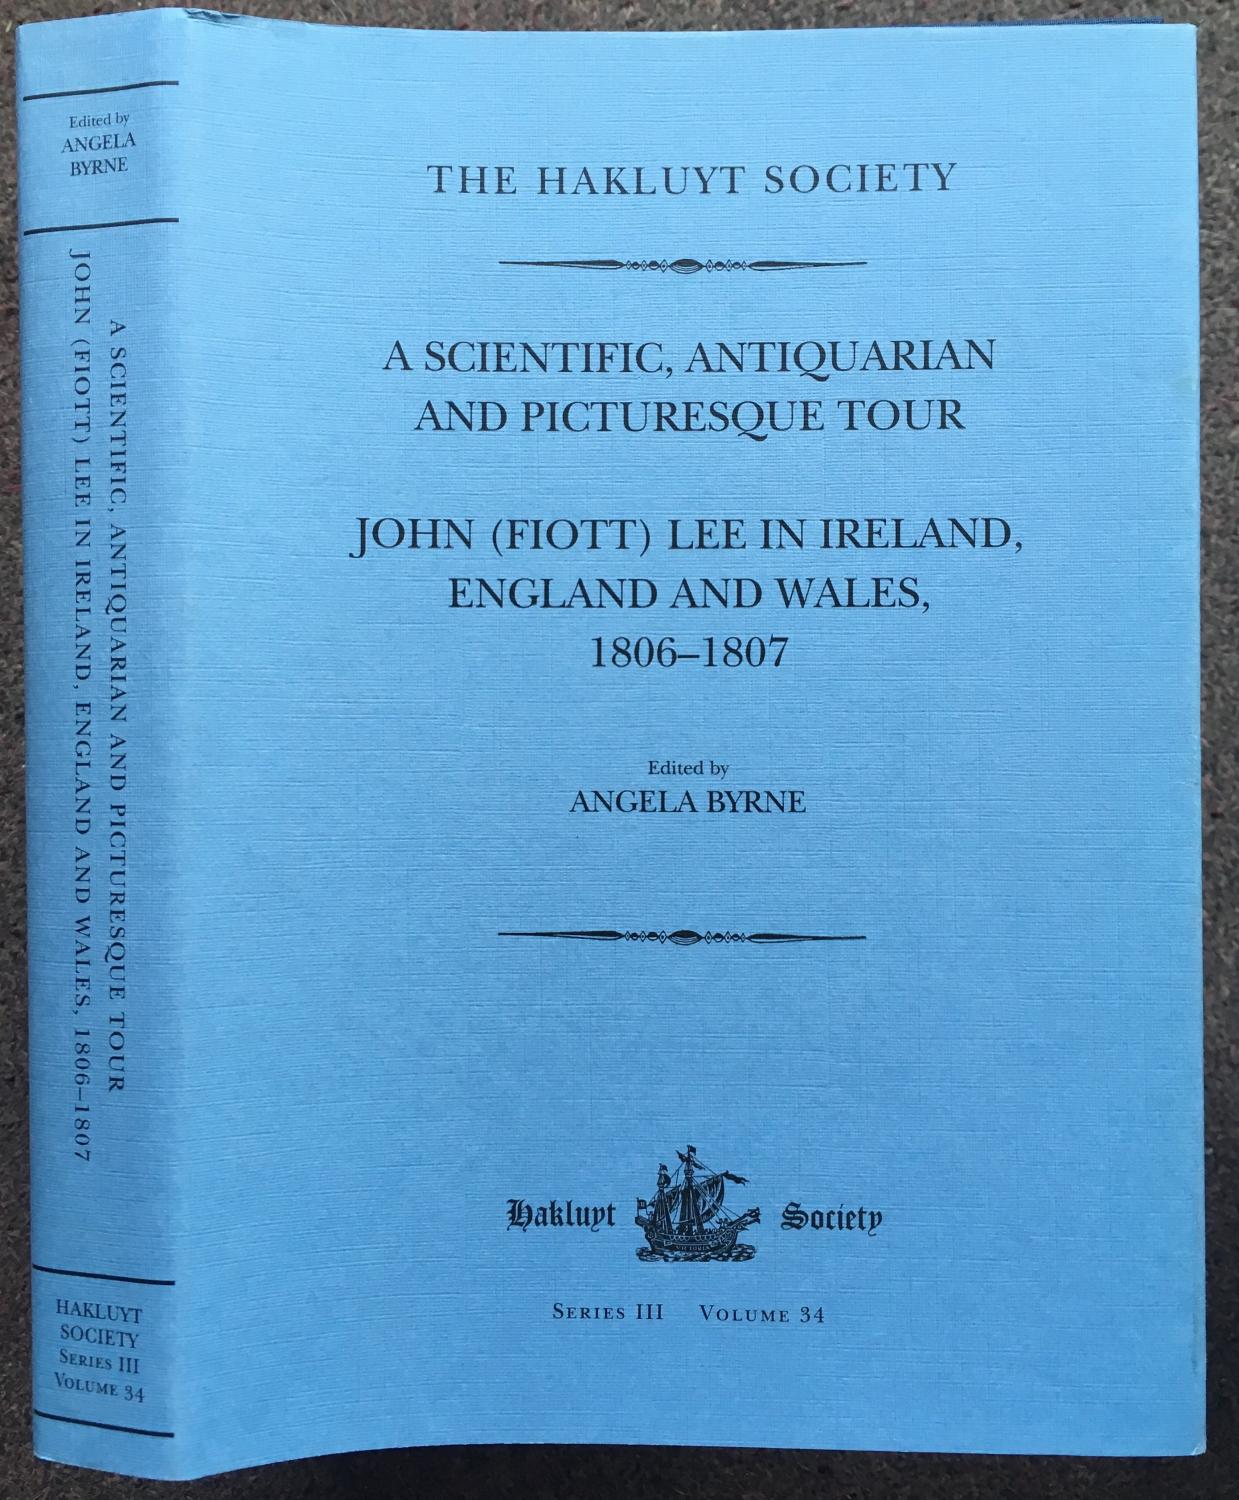 Edited by
ANGELA
BYRNE
A SCIENTIFIC, ANTIQUARIAN AND PICTURESQUE TOUR
JOHN (FIOTT) LEE IN IRELAND, ENGLAND AND WALES, 1806–1807
HAKLUYT
SOCIETY
SERIES III
VOLUME 34
THE HAKLUYT SOCIETY
A SCIENTIFIC, ANTIQUARIAN
AND PICTURESQUE TOUR
JOHN (FIOTT) LEE IN IRELAND,
ENGLAND AND WALES,
1806–1807
Edited by
ANGELA BYRNE
Hakluyt Society
VICTORIA
SERIES III VOLUME 34